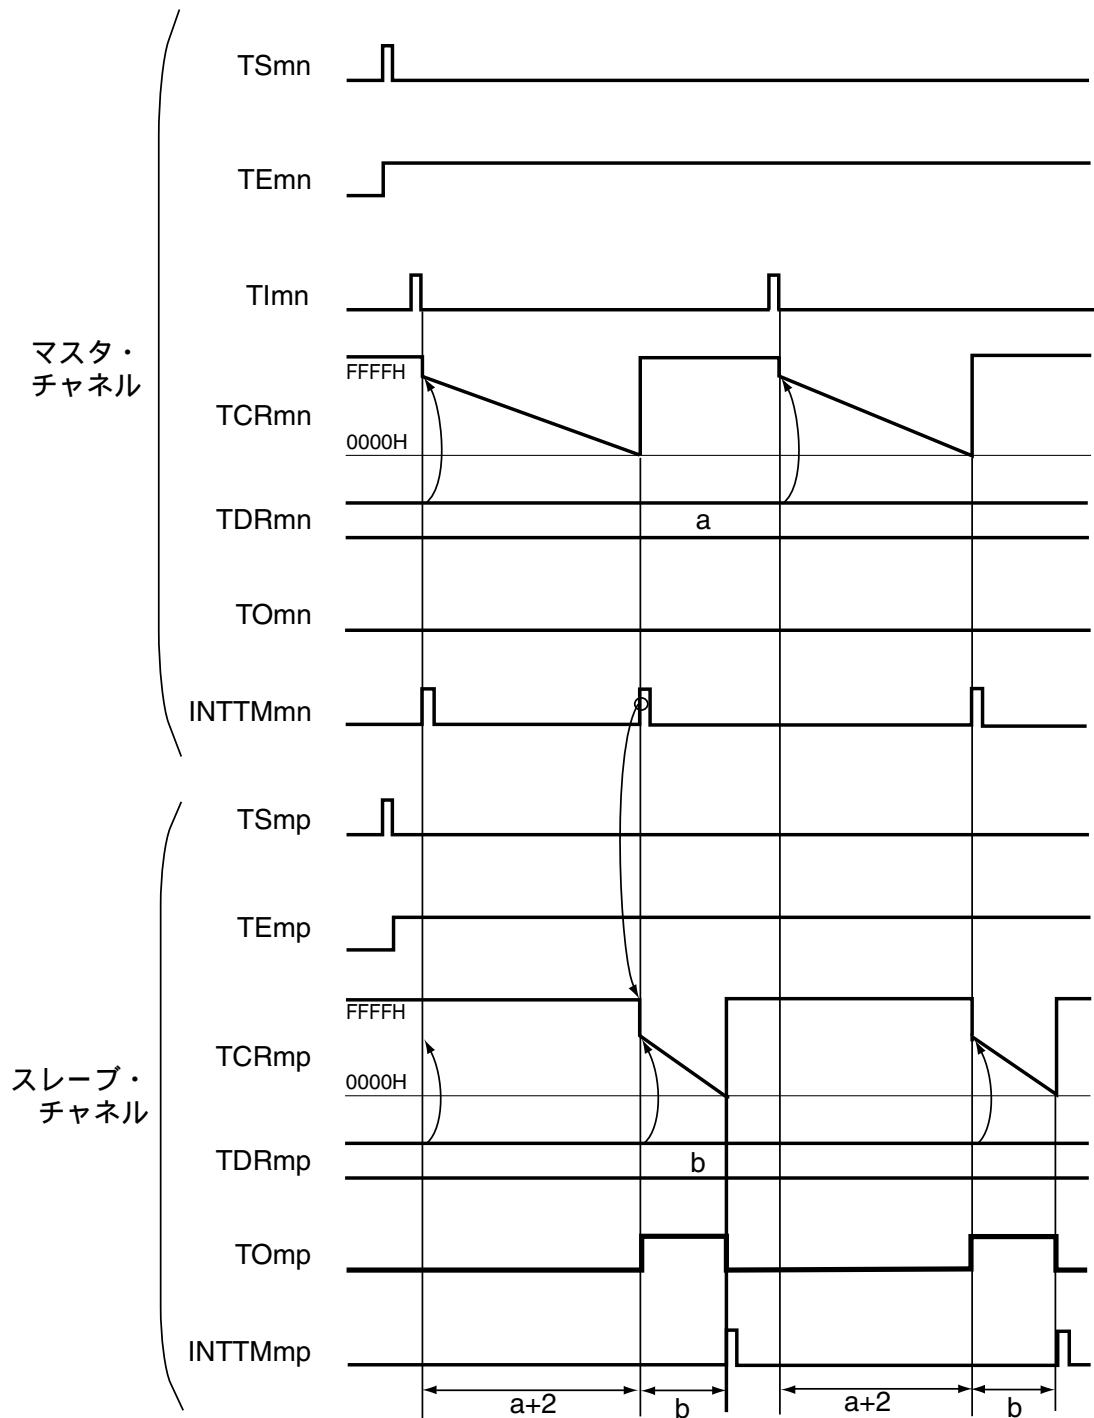 TSmn
TEmn
TImn
マスタ・
チャネル
FFFFH
TCRmn
0000H
TDRmn
a
TOmn
INTTMmn
TSmp
TEmp
FFFFH
TCRmp
スレーブ・
チャネル
0000H
TDRmp
b
TOmp
INTTMmp
a+2
b
a+2
b